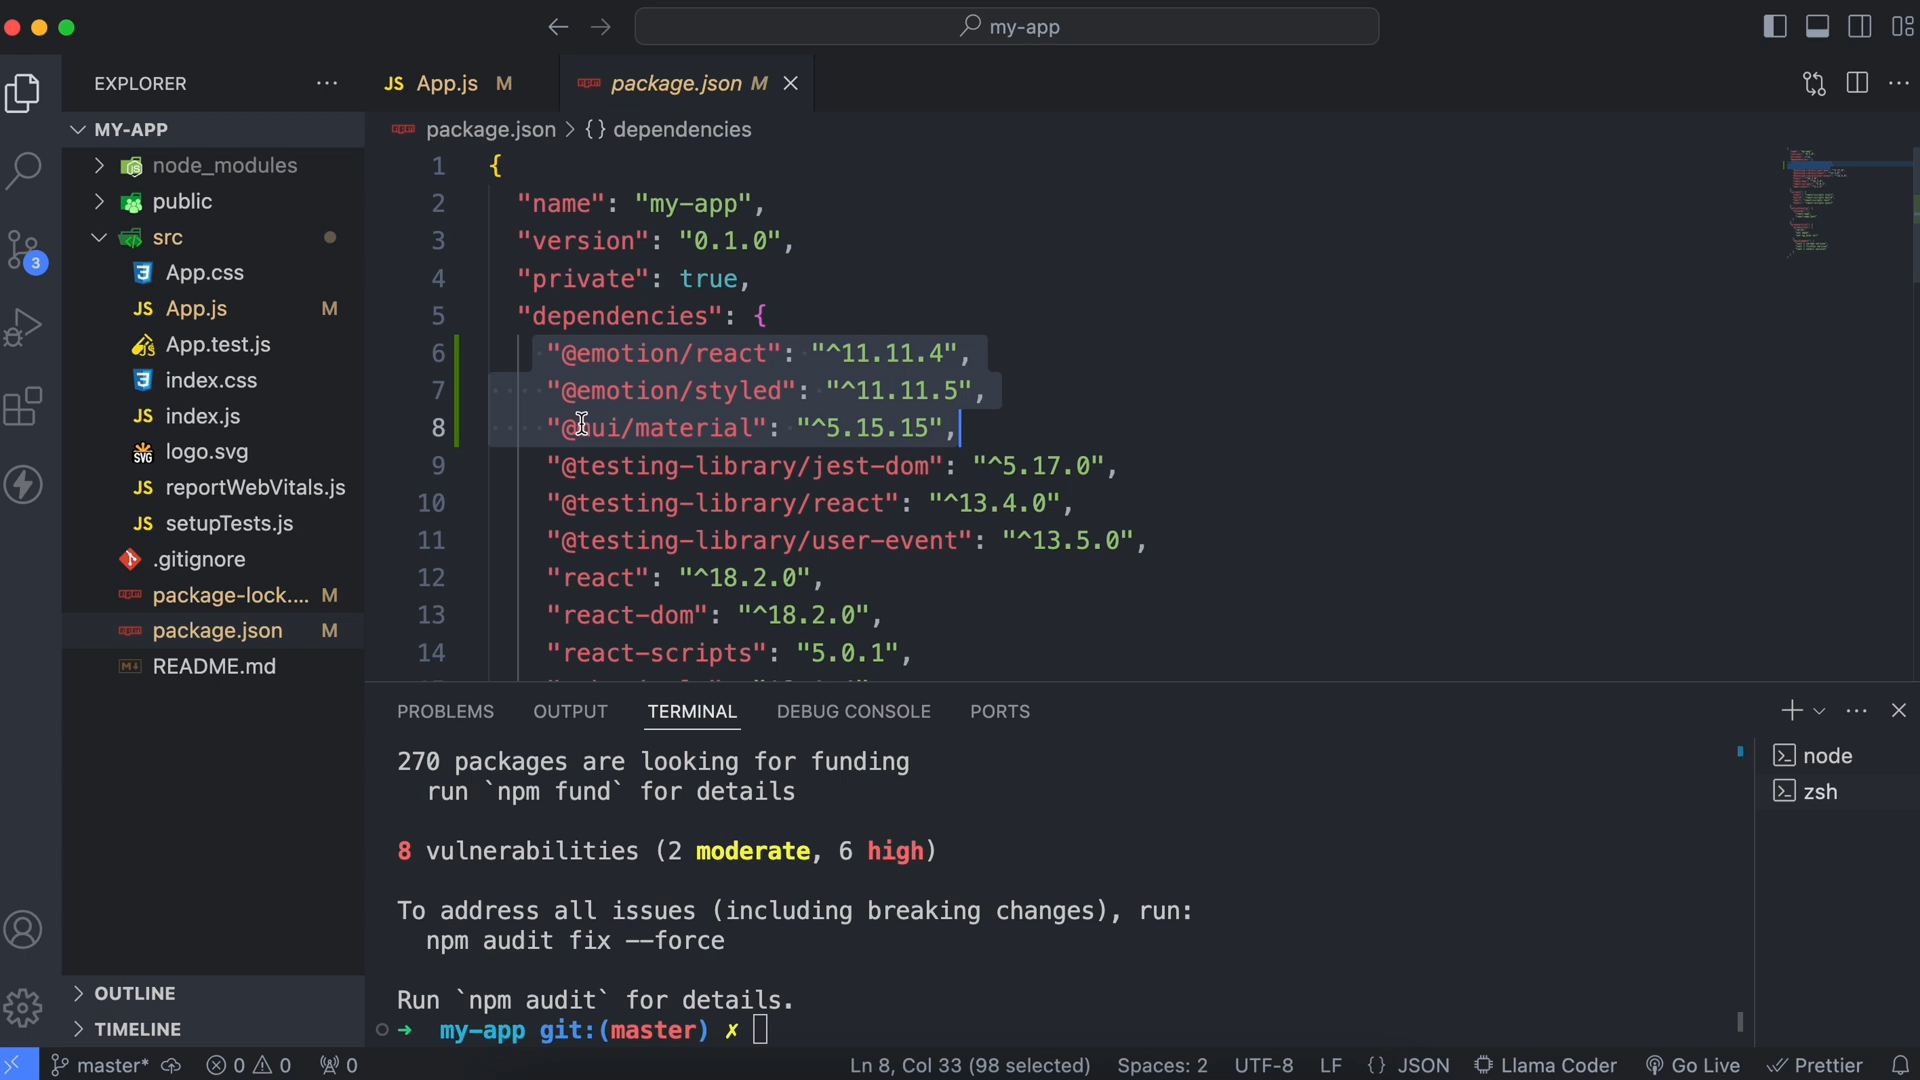 my-app
EXPLORER
MY-APP
node_modules
public
src
App.css
App.js M
App.test.js
index.css
index.js
logo.svg
reportWebVitals.js
setupTests.js
.gitignore
package-lock.... M
package.json M
README.md
OUTLINE
TIMELINE
3
JS App.js M
package.json M
package.json > {} dependencies
1 {
2 "name": "my-app",
3 "version": "0.1.0",
4 "private": true,
5 "dependencies": {
6 "@emotion/react": "^11.11.4",
7 "@emotion/styled": "^11.11.5",
8 "@mui/material": "^5.15.15",
9 "@testing-library/jest-dom": "^5.17.0",
10 "@testing-library/react": "^13.4.0",
11 "@testing-library/user-event": "^13.5.0",
12 "react": "^18.2.0",
13 "react-dom": "^18.2.0",
14 "react-scripts": "5.0.1",
PROBLEMS OUTPUT TERMINAL DEBUG CONSOLE PORTS
270 packages are looking for funding
run `npm fund` for details
8 vulnerabilities (2 moderate, 6 high)
To address all issues (including breaking changes), run:
npm audit fix --force
Run `npm audit` for details.
→ my-app git:(master) ✗
node
zsh
master* 0 0 0 Ln 8, Col 33 (98 selected) Spaces: 2 UTF-8 LF {} JSON Llama Coder Go Live Prettier